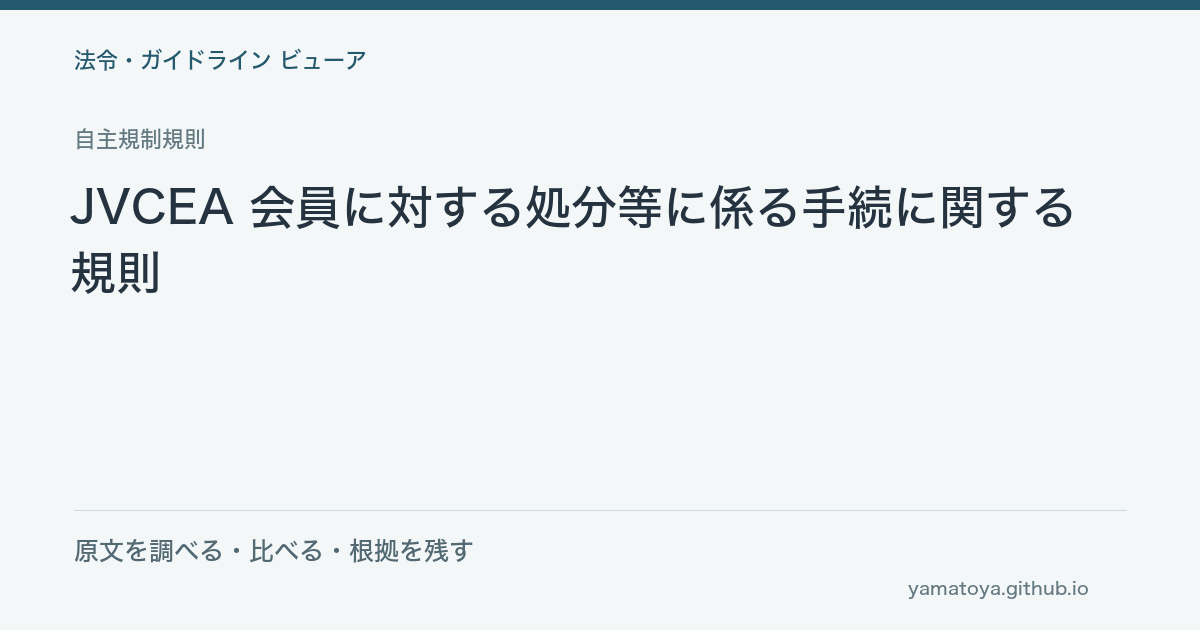 法令・ガイドライン ビューア
自主規制規則
JVCEA 会員に対する処分等に係る手続に関する
規則
原文を調べる・比べる・根拠を残す
yamatoya.github.io